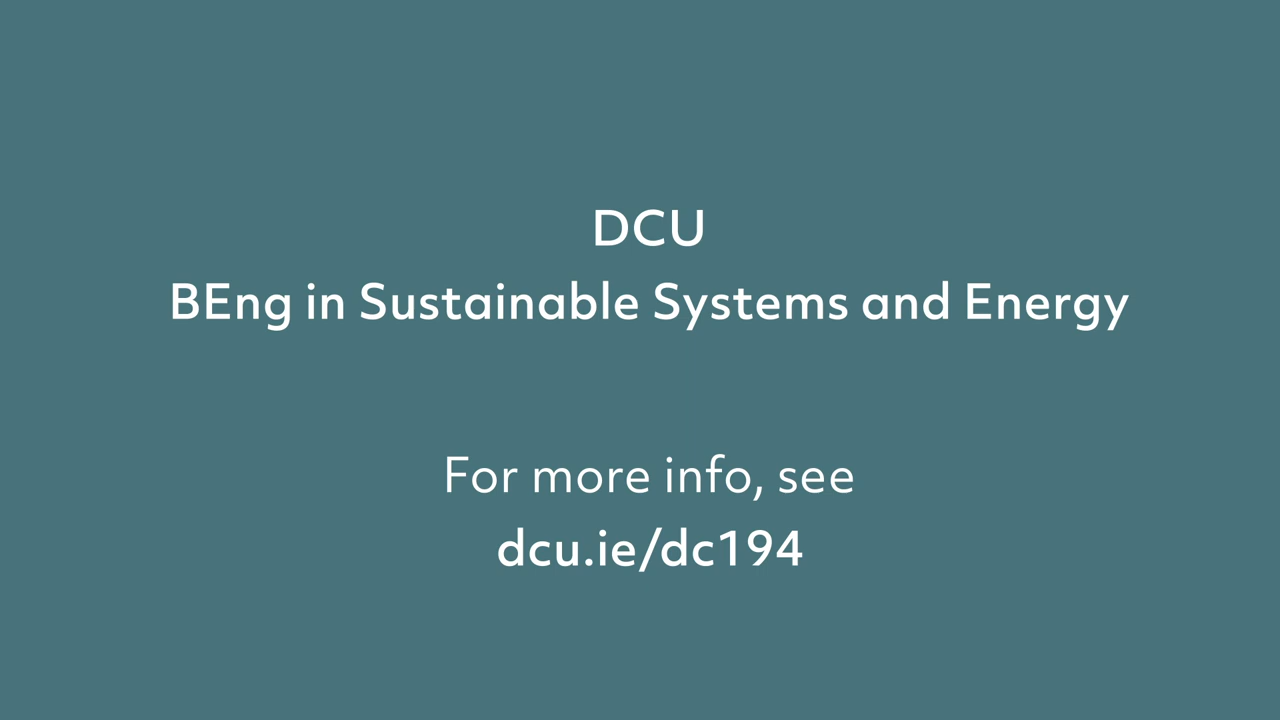 DCU
BEng in Sustainable Systems and Energy
For more info, see
dcu.ie/dc194